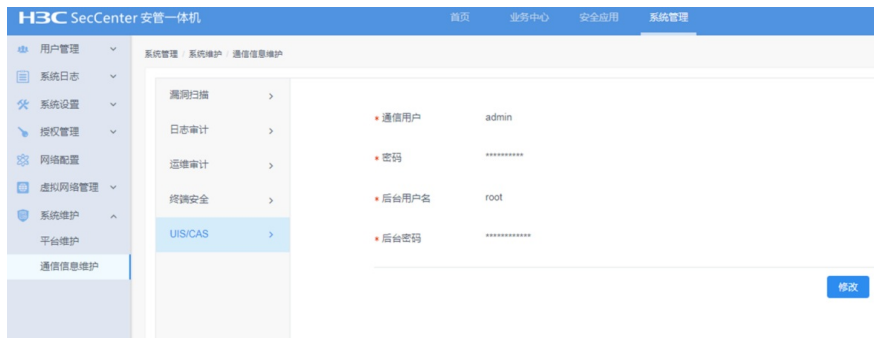 H3C SecCenter 安管一体机
首页 业务中心 安全应用 系统管理
用户管理
系统日志
系统设置
授权管理
网络配置
虚拟网络管理
系统维护
平台维护
通信信息维护
系统管理 / 系统维护 / 通信信息维护
漏洞扫描
日志审计
运维审计
终端安全
UIS/CAS
* 通信用户 admin
* 密码 **********
* 后台用户名 root
* 后台密码 ************
修改